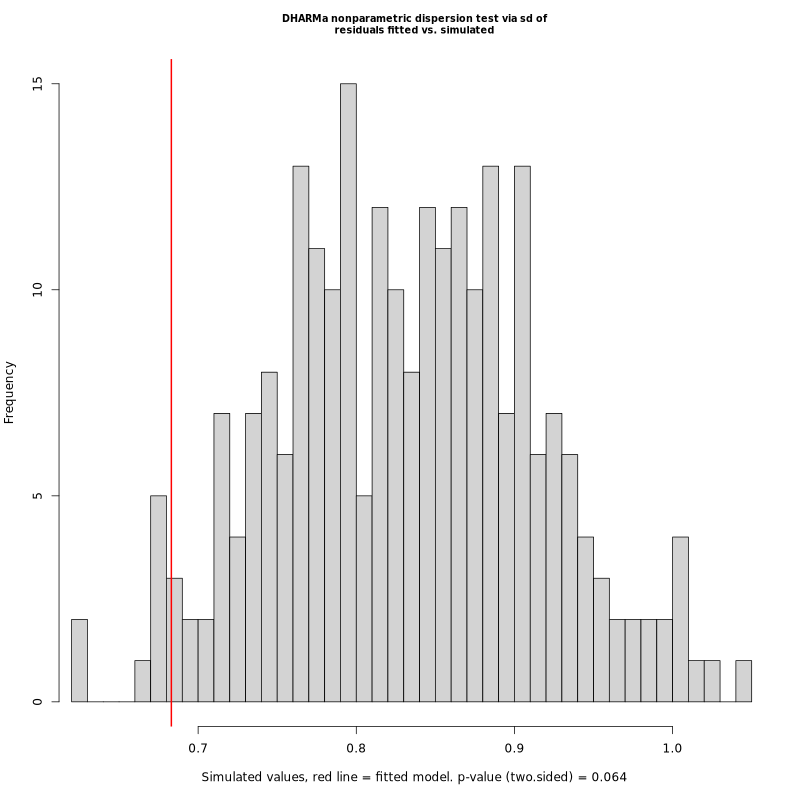 DHARMa nonparametric dispersion test via sd of
residuals fitted vs. simulated
15
10
5
0
Frequency
0.7 0.8 0.9 1.0
Simulated values, red line = fitted model. p-value (two.sided) = 0.064